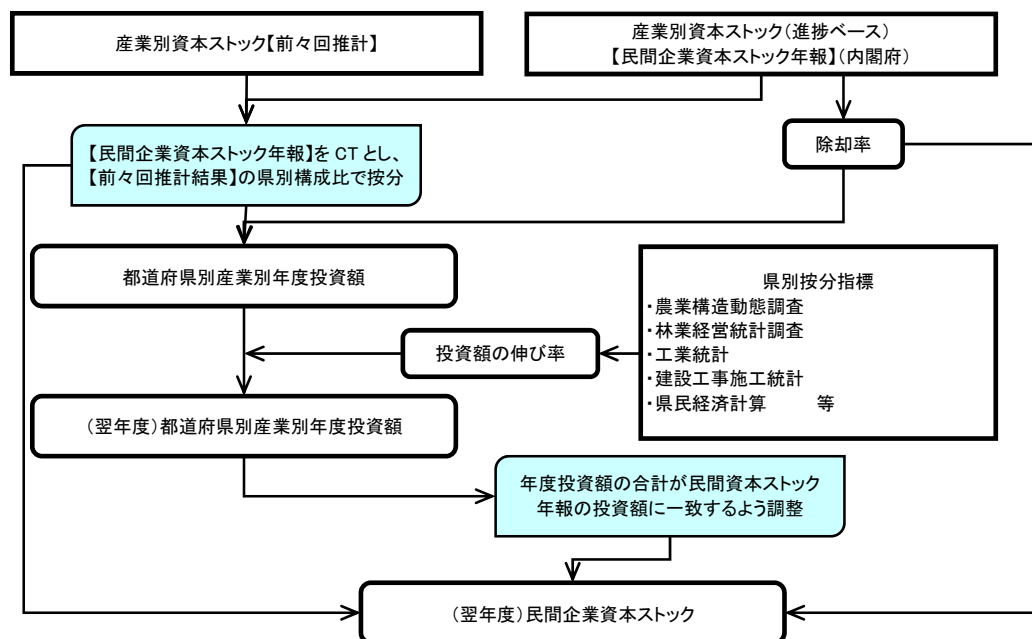 産業別資本ストック【前々回推計】
産業別資本ストック（進捗ベース）
【民間企業資本ストック年報】（内閣府）
【民間企業資本ストック年報】をCTとし、
【前々回推計結果】の県別構成比で按分
除却率
都道府県別産業別年度投資額
県別按分指標
・農業構造動態調査
・林業経営統計調査
・工業統計
・建設工事施工統計
・県民経済計算　　　等
投資額の伸び率
（翌年度）都道府県別産業別年度投資額
年度投資額の合計が民間資本ストック
年報の投資額に一致するよう調整
（翌年度）民間企業資本ストック